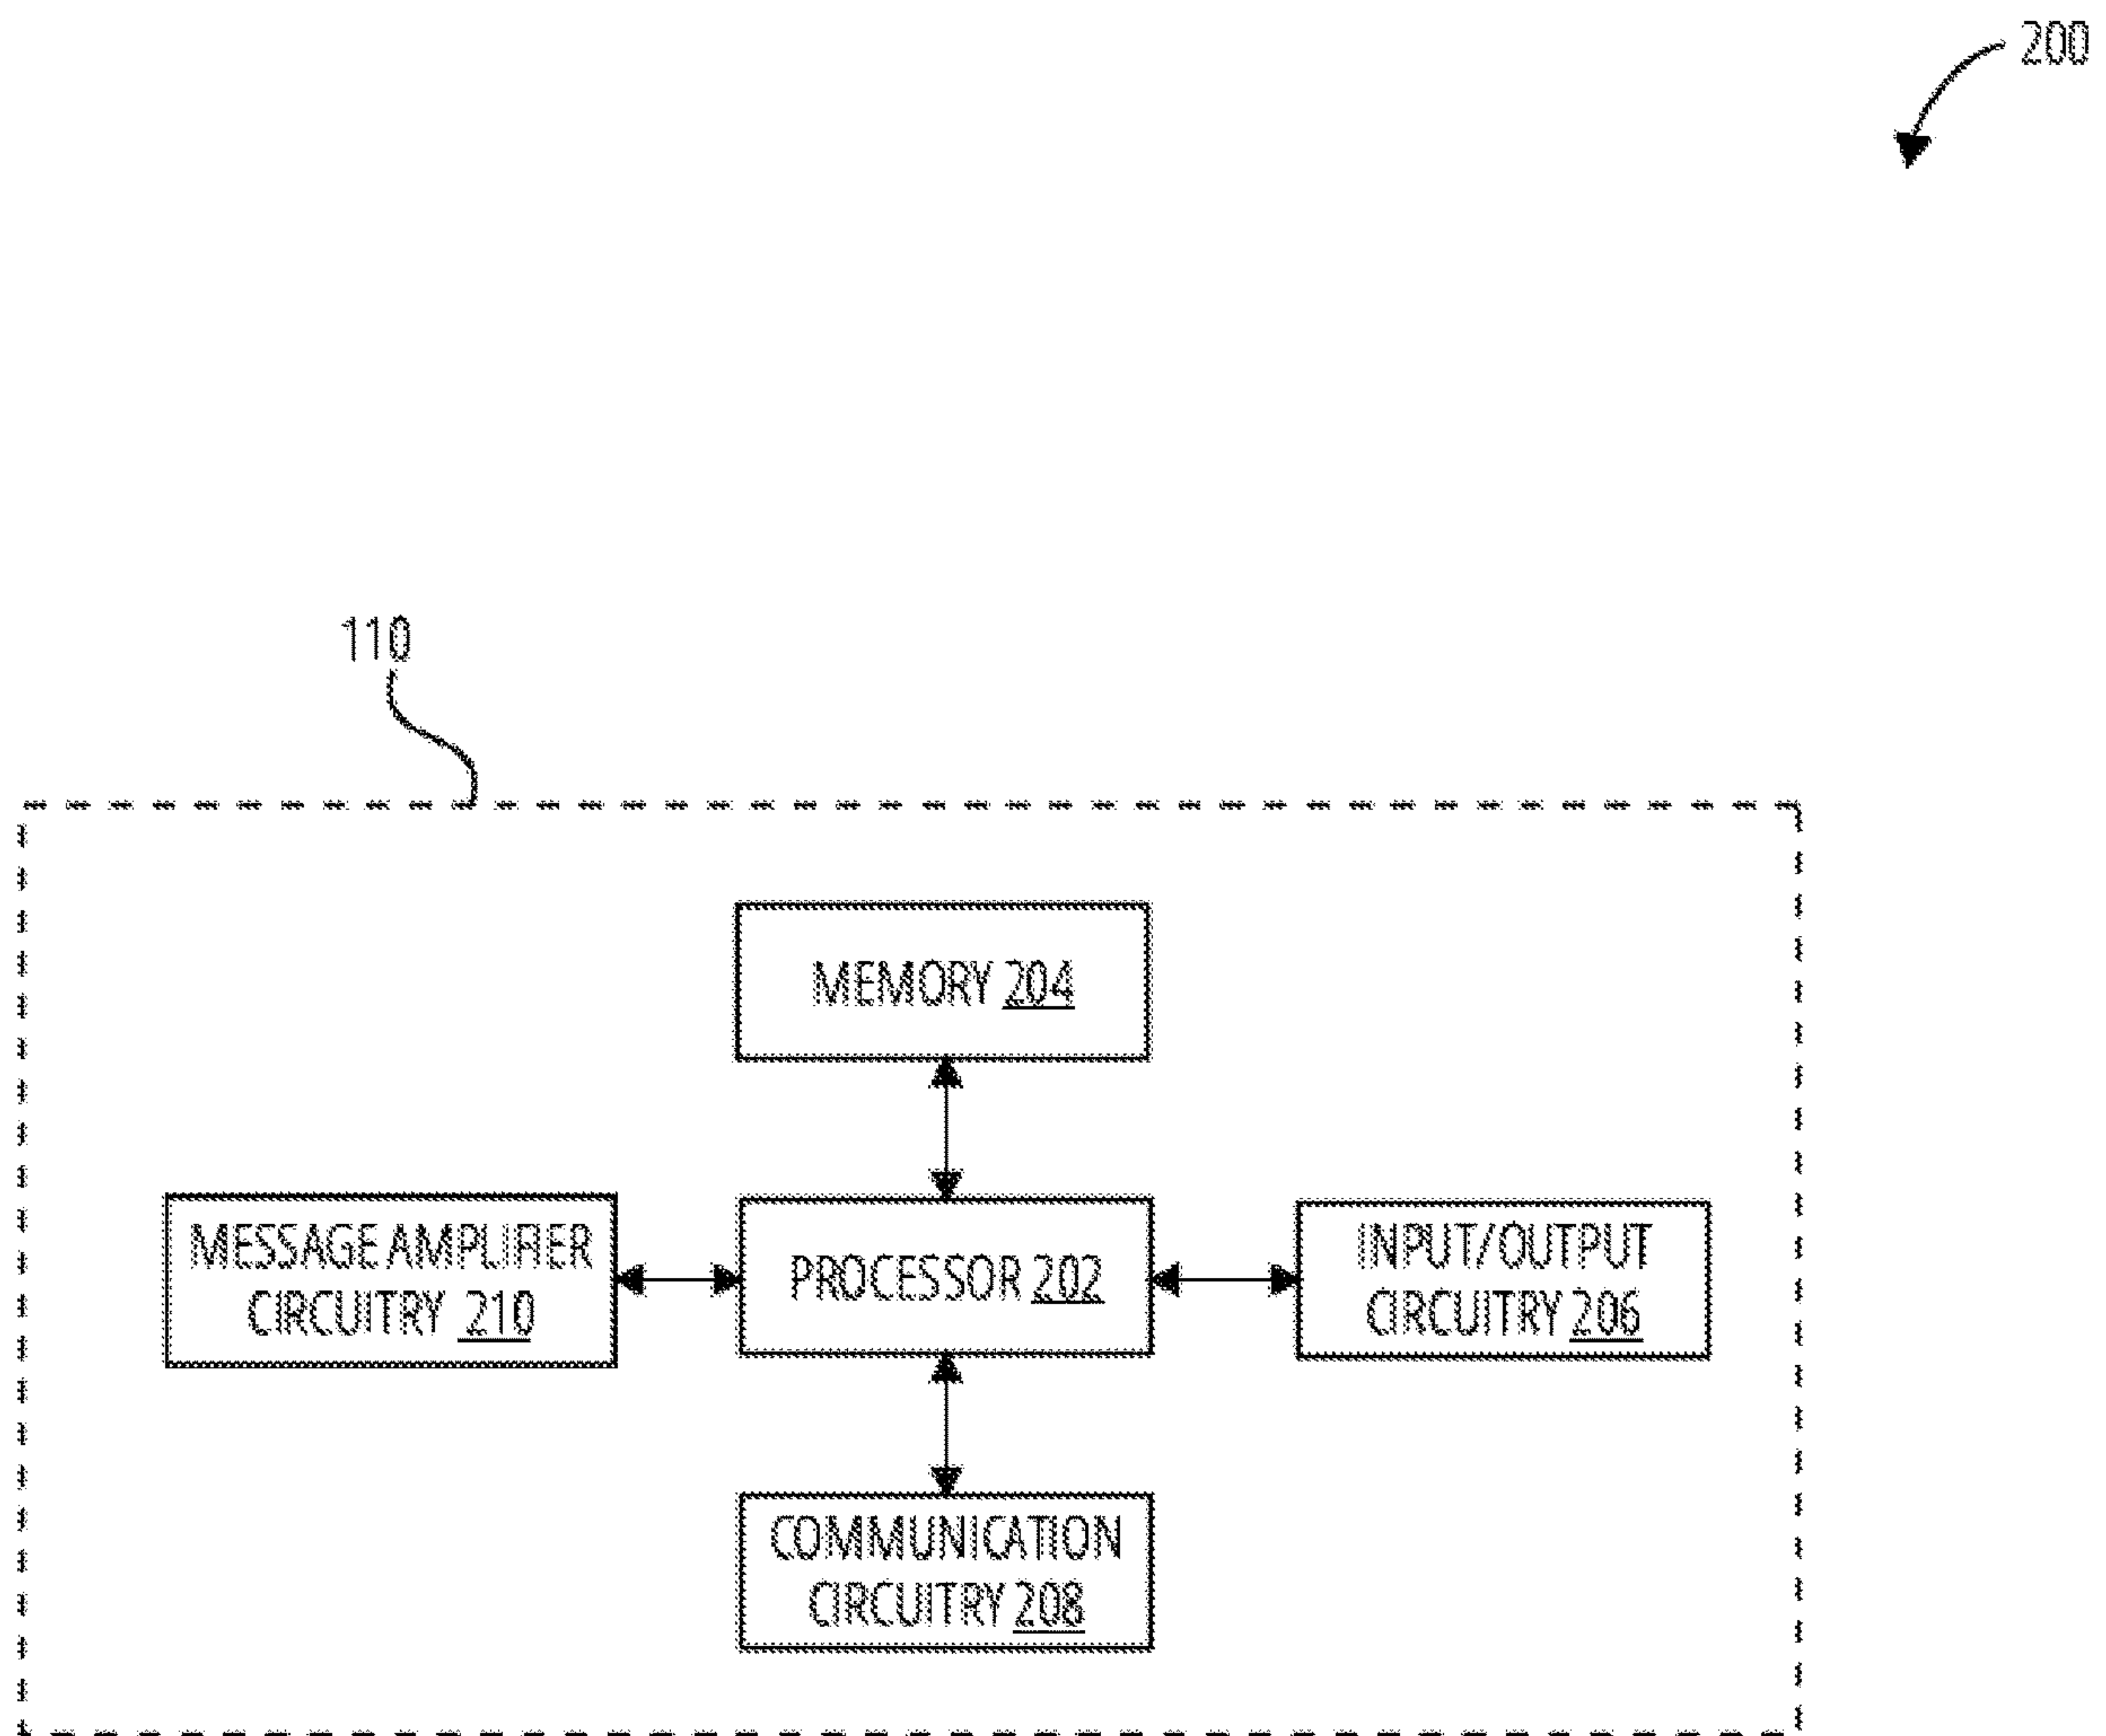 200
110
MEMORY 204
MESSAGE AMPLIFIER
CIRCUITRY 210
PROCESSOR 202
INPUT/OUTPUT
CIRCUITRY 206
COMMUNICATION
CIRCUITRY 208